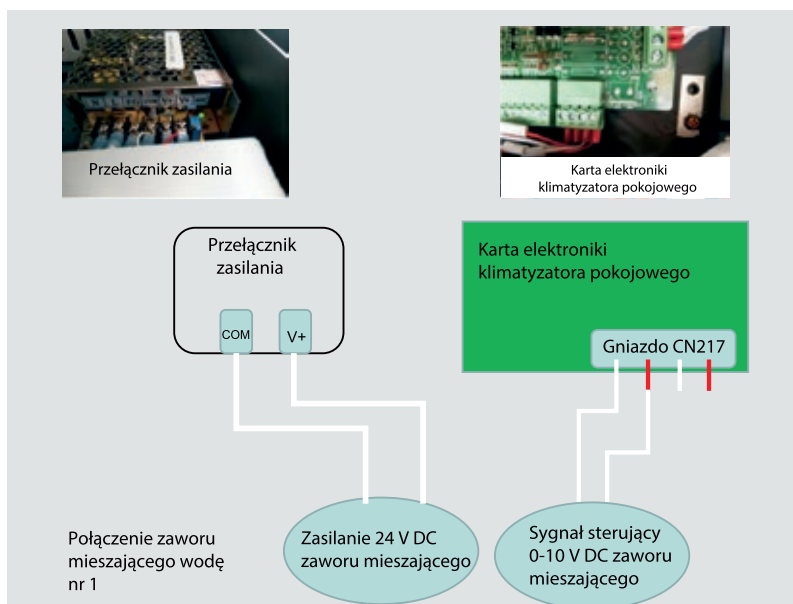 Przełącznik zasilania
Karta elektroniki
klimatyzatora pokojowego
Przełącznik
zasilania
COM
V+
Karta elektroniki
klimatyzatora pokojowego
Gniazdo CN217
Połączenie zaworu
mieszającego wodę
nr 1
Zasilanie 24 V DC
zaworu mieszającego
Sygnał sterujący
0-10 V DC zaworu
mieszającego